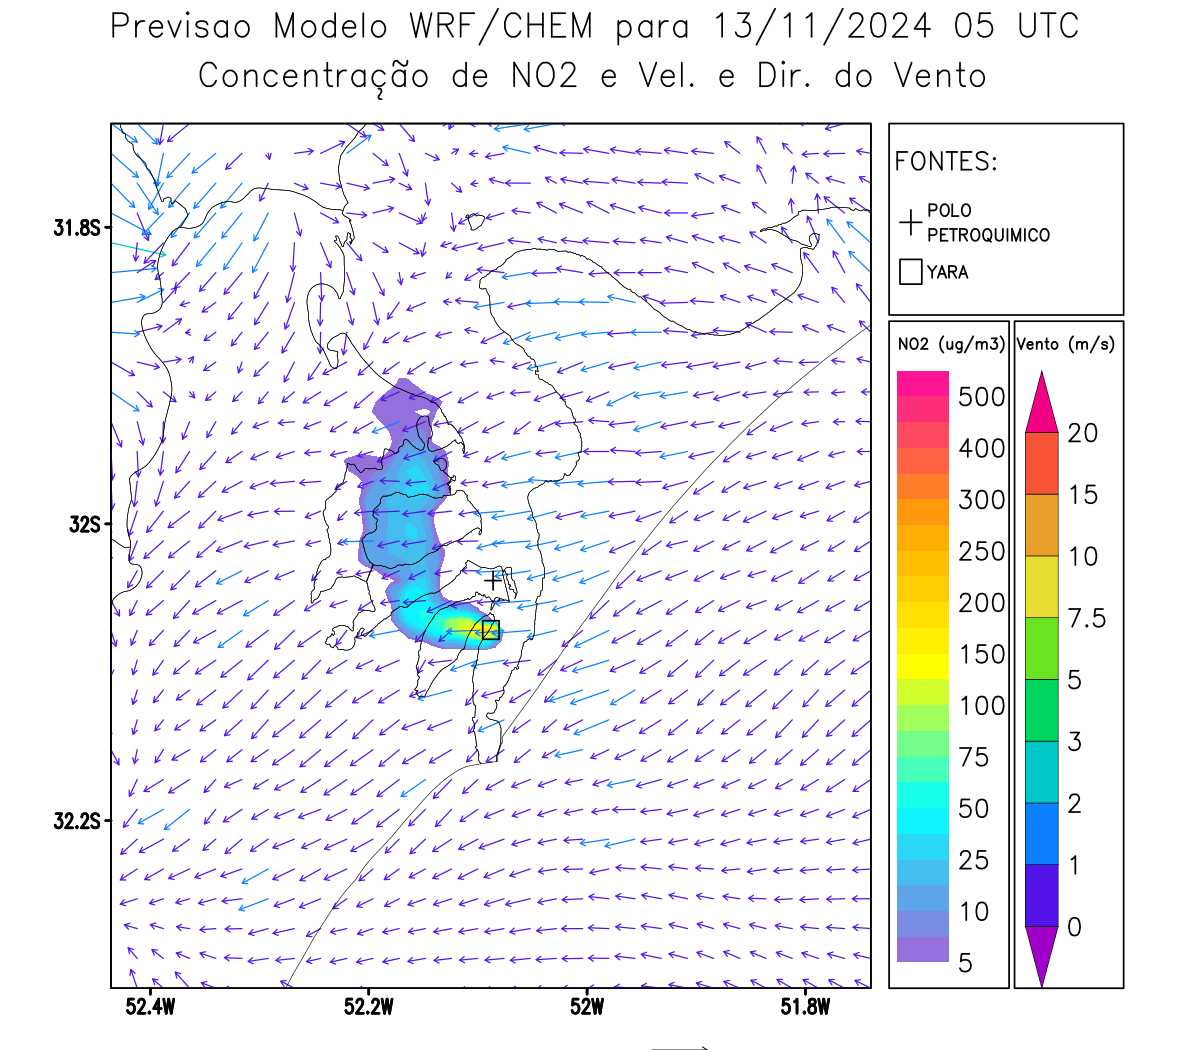 Previsao Modelo WRF/CHEM para 13/11/2024 05 UTC
Concentração de NO2 e Vel. e Dir. do Vento
FONTES:
POLO
PETROQUIMICO
YARA
NO2 (ug/m3)
500
400
300
250
200
150
100
75
50
25
10
5
Vento (m/s)
20
15
10
7.5
5
3
2
1
0
31.8S
32S
32.2S
52.4W
52.2W
52W
51.8W